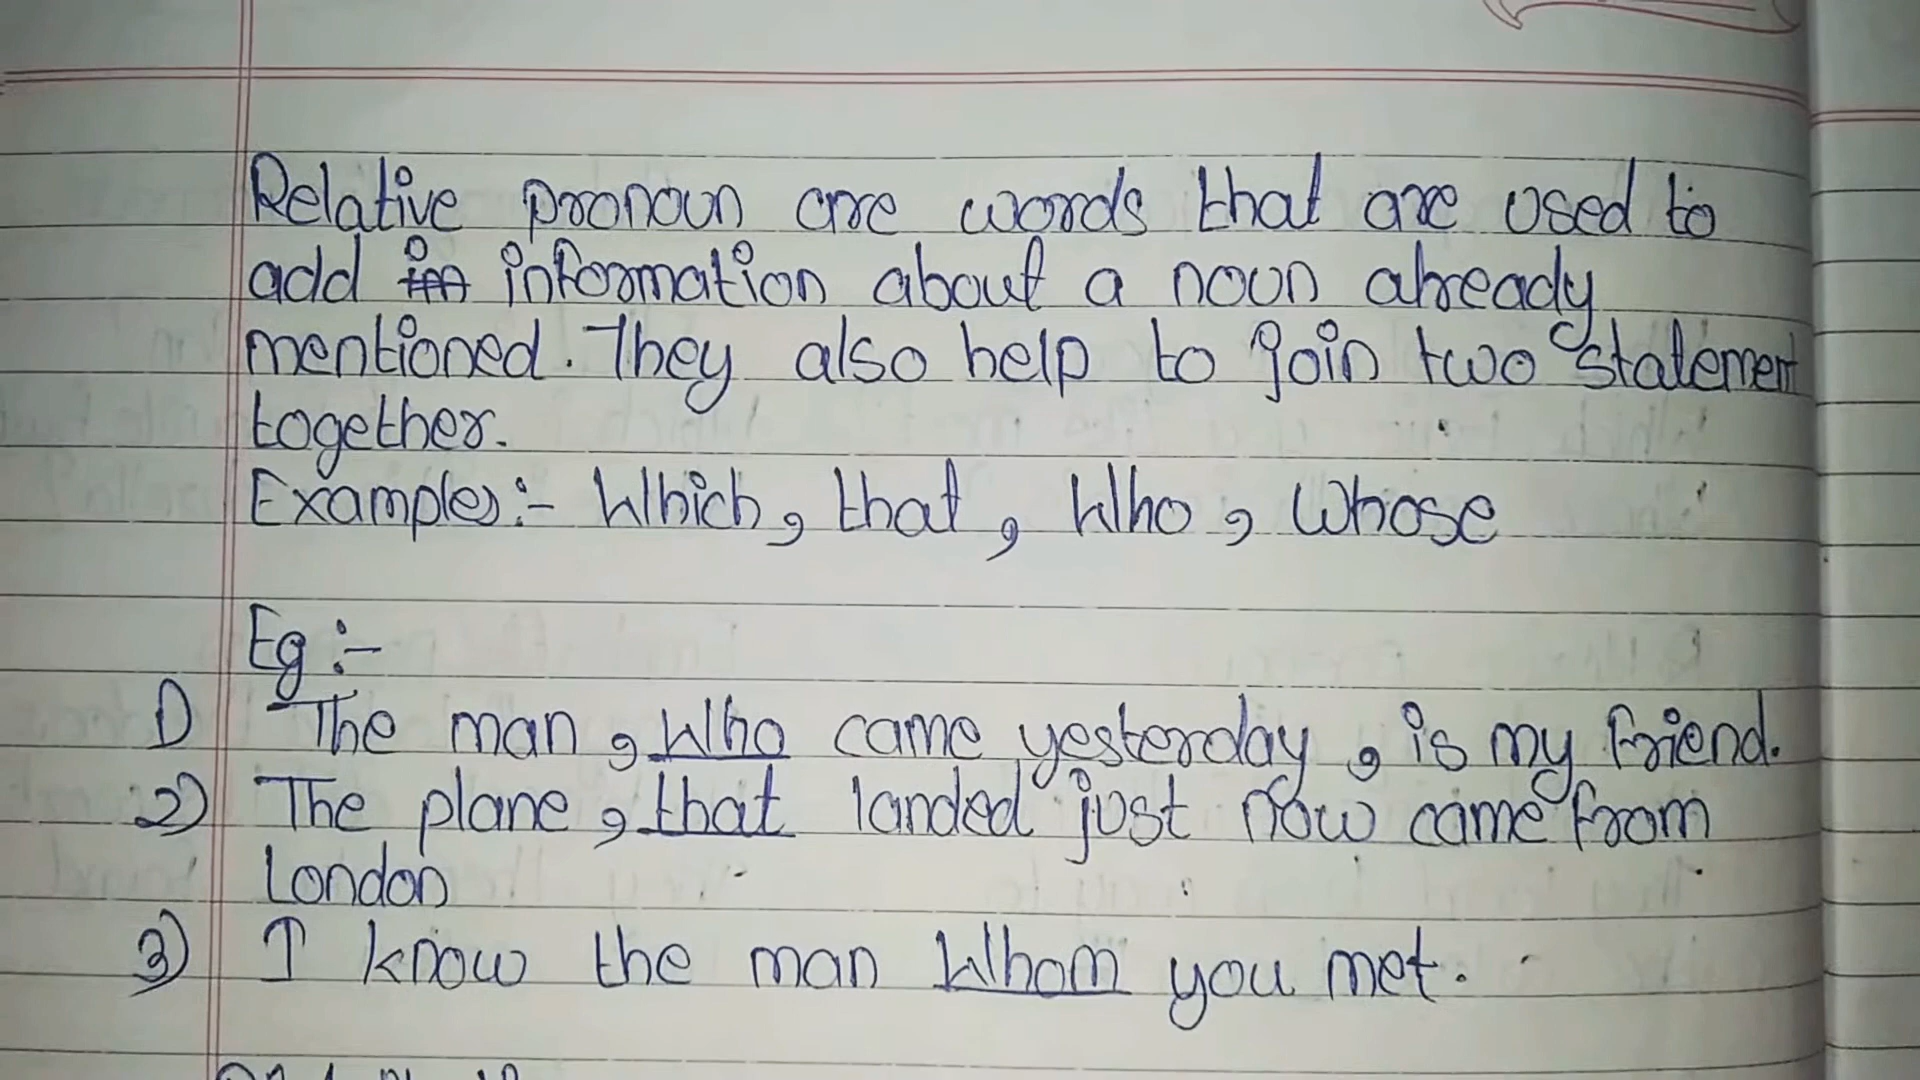 Relative pronoun are words that are used to
add information about a noun already
mentioned. They also help to join two statement
together.
Examples:- Which, that, Who, Whose
Eg:-
1) The man, Who came yesterday, is my friend.
2) The plane, that landed just now came from
London
3) I know the man Whom you met.